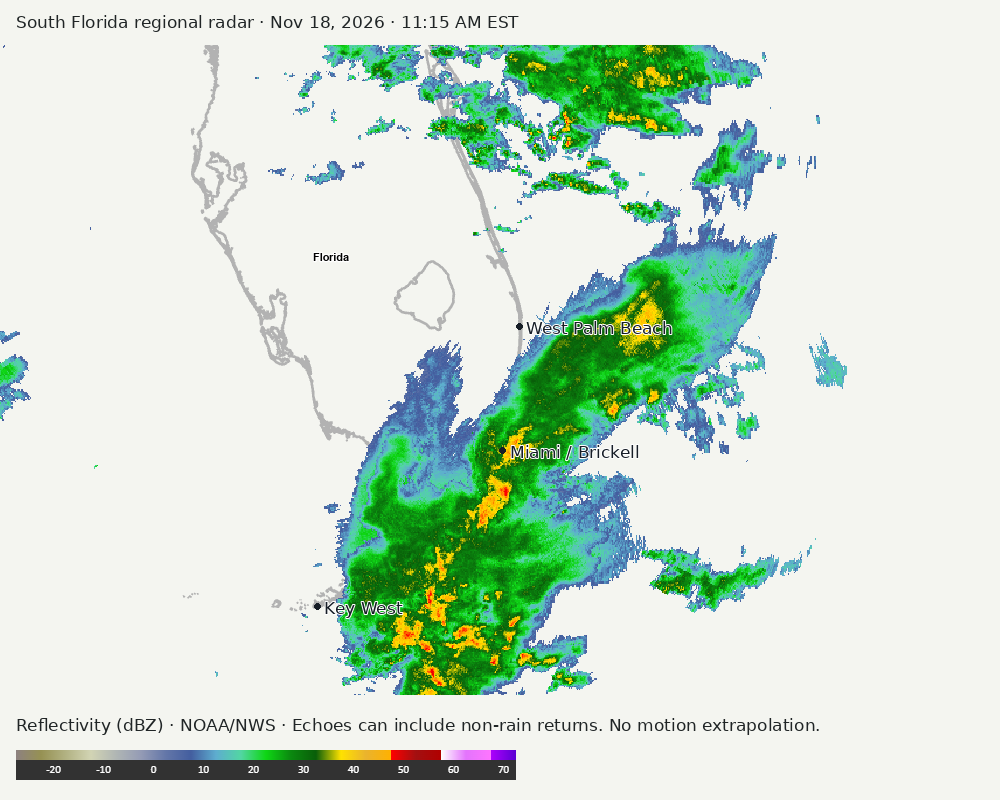 South Florida regional radar · Nov 18, 2026 · 11:15 AM EST
Florida
West Palm Beach
Miami / Brickell
Key West
Reflectivity (dBZ) · NOAA/NWS · Echoes can include non-rain returns. No motion extrapolation.
-20 -10 0 10 20 30 40 50 60 70